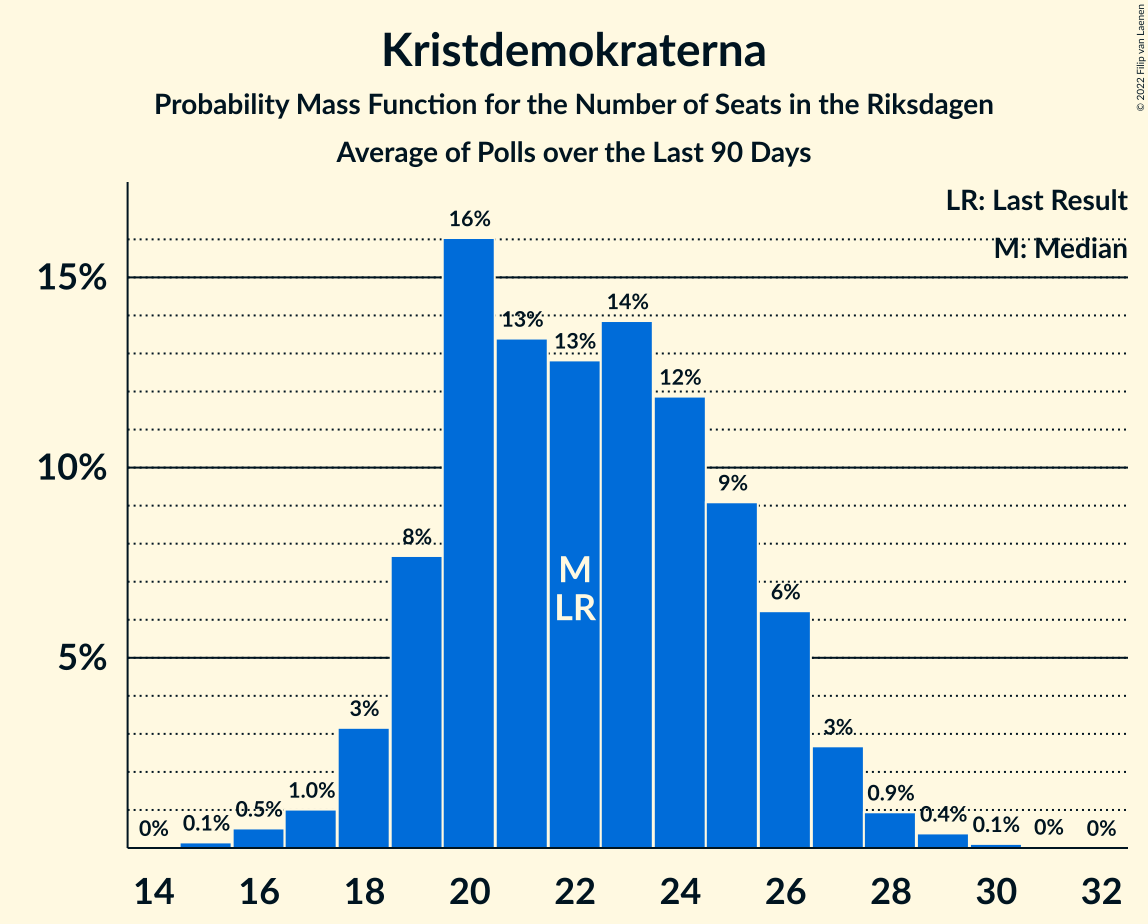 Kristdemokraterna
Probability Mass Function for the Number of Seats in the Riksdagen
Average of Polls over the Last 90 Days
© 2022 Filip van Laenen
LR: Last Result
M: Median
15%
10%
5%
0%
0.1%
0.5%
1.0%
3%
8%
16%
13%
13%
14%
12%
9%
6%
3%
0.9%
0.4%
0.1%
0%
0%
M
LR
14 16 18 20 22 24 26 28 30 32